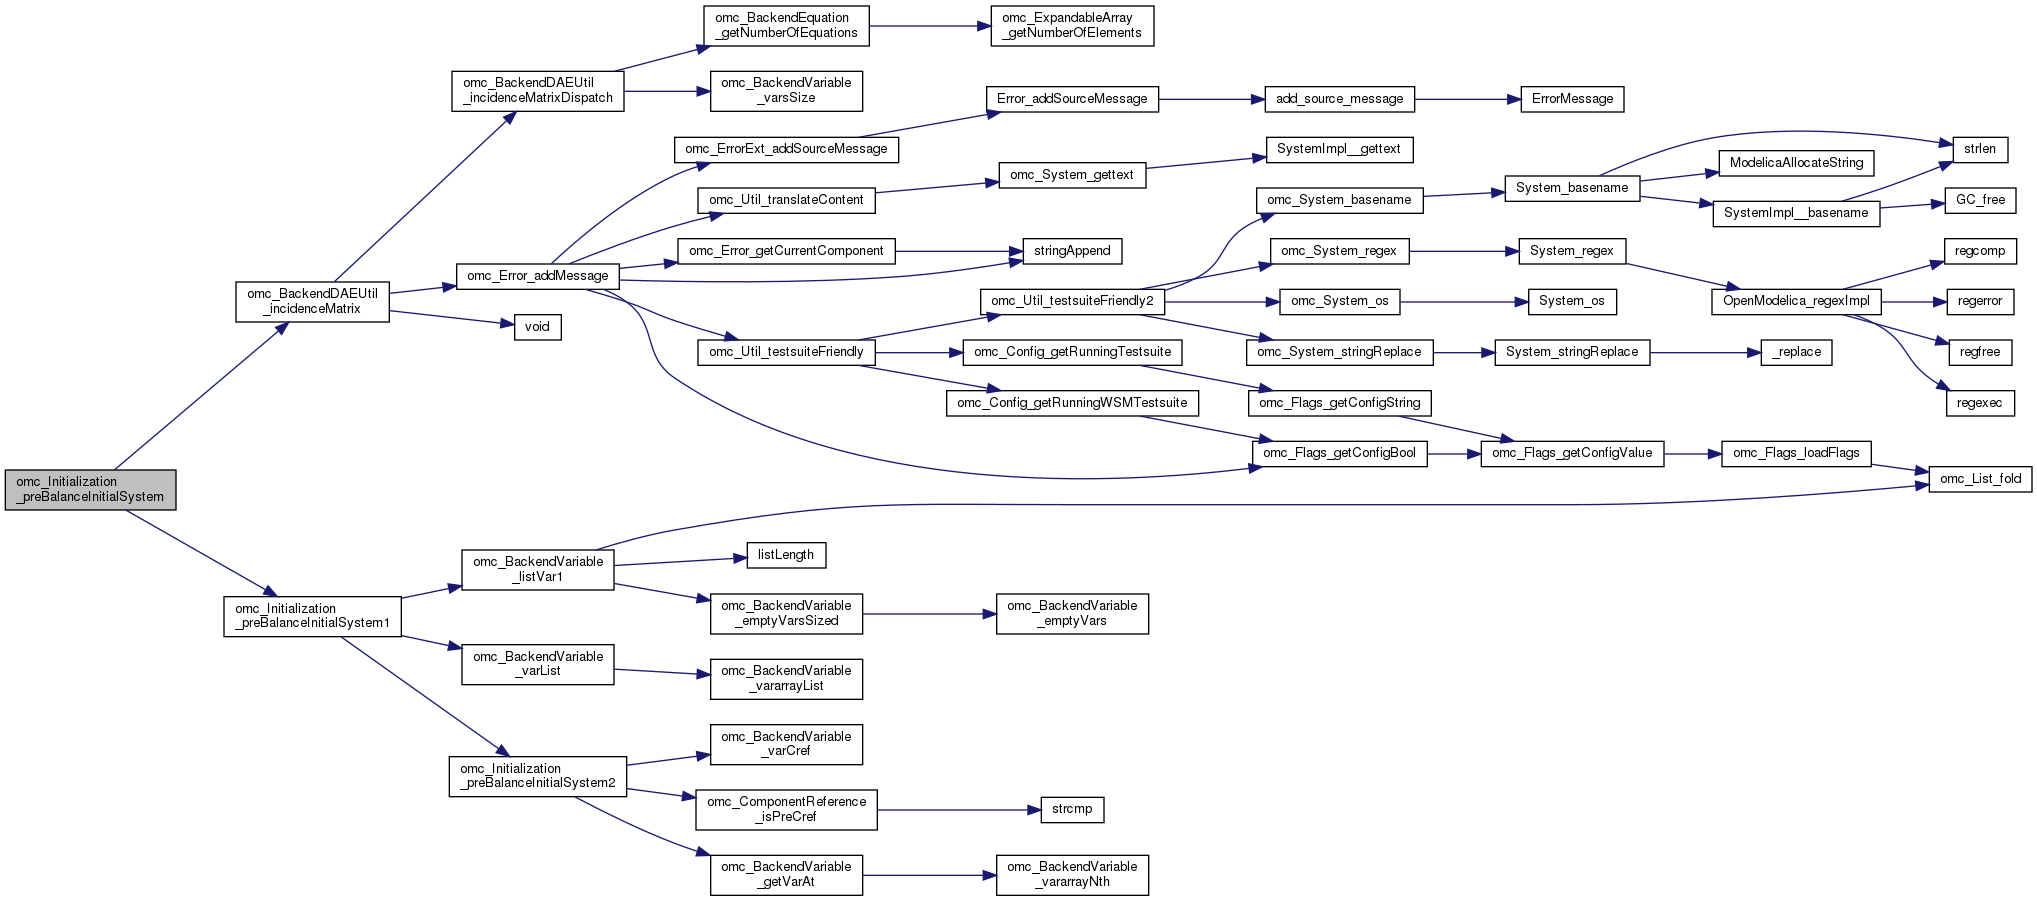 omc_BackendEquation
_getNumberOfEquations
omc_ExpandableArray
_getNumberOfElements
omc_BackendDAEUtil
_incidenceMatrixDispatch
omc_BackendVariable
_varsSize
Error_addSourceMessage
add_source_message
ErrorMessage
omc_ErrorExt_addSourceMessage
SystemImpl__gettext
strlen
ModelicaAllocateString
omc_System_gettext
omc_Util_translateContent
omc_System_basename
System_basename
SystemImpl__basename
GC_free
omc_Error_getCurrentComponent
stringAppend
omc_System_regex
System_regex
regcomp
omc_Error_addMessage
omc_BackendDAEUtil
_incidenceMatrix
void
omc_Util_testsuiteFriendly2
omc_System_os
System_os
OpenModelica_regexImpl
regerror
omc_Util_testsuiteFriendly
omc_Config_getRunningTestsuite
omc_System_stringReplace
System_stringReplace
_replace
regfree
omc_Config_getRunningWSMTestsuite
omc_Flags_getConfigString
regexec
omc_Flags_getConfigBool
omc_Flags_getConfigValue
omc_Flags_loadFlags
omc_List_fold
omc_Initialization
_preBalanceInitialSystem
omc_BackendVariable
_listVar1
listLength
omc_BackendVariable
_emptyVarsSized
omc_BackendVariable
_emptyVars
omc_Initialization
_preBalanceInitialSystem1
omc_BackendVariable
_varList
omc_BackendVariable
_vararrayList
omc_BackendVariable
_varCref
omc_Initialization
_preBalanceInitialSystem2
omc_ComponentReference
_isPreCref
strcmp
omc_BackendVariable
_getVarAt
omc_BackendVariable
_vararrayNth